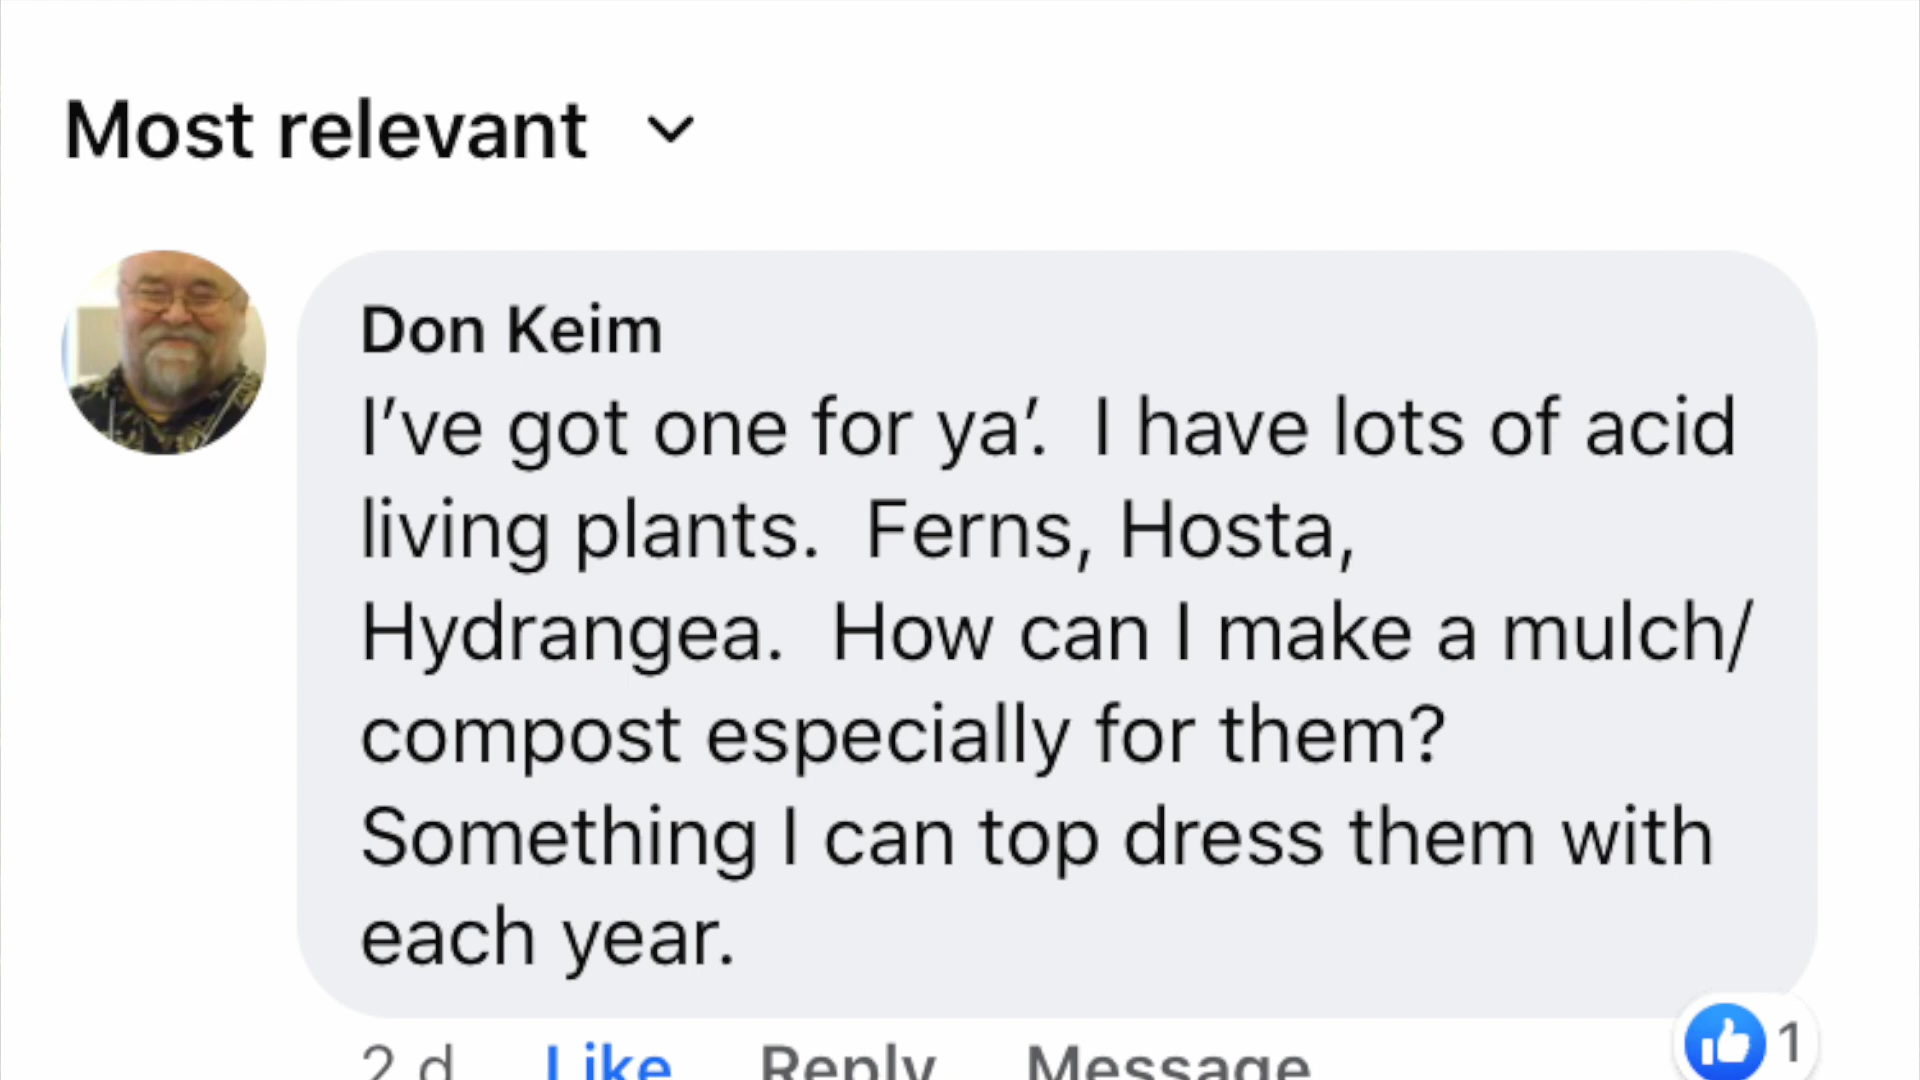 Most relevant
Don Keim
I've got one for ya'.  I have lots of acid
living plants.  Ferns, Hosta,
Hydrangea.  How can I make a mulch/
compost especially for them?
Something I can top dress them with
each year.
2 d Like Reply Message 1